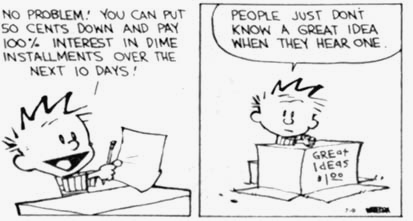 NO PROBLEM! YOU CAN PUT
50 CENTS DOWN AND PAY
100% INTEREST IN DIME
INSTALLMENTS OVER THE
NEXT 10 DAYS!
PEOPLE JUST DON'T
KNOW A GREAT IDEA
WHEN THEY HEAR ONE.
GREAt
IdEAS
$1.00